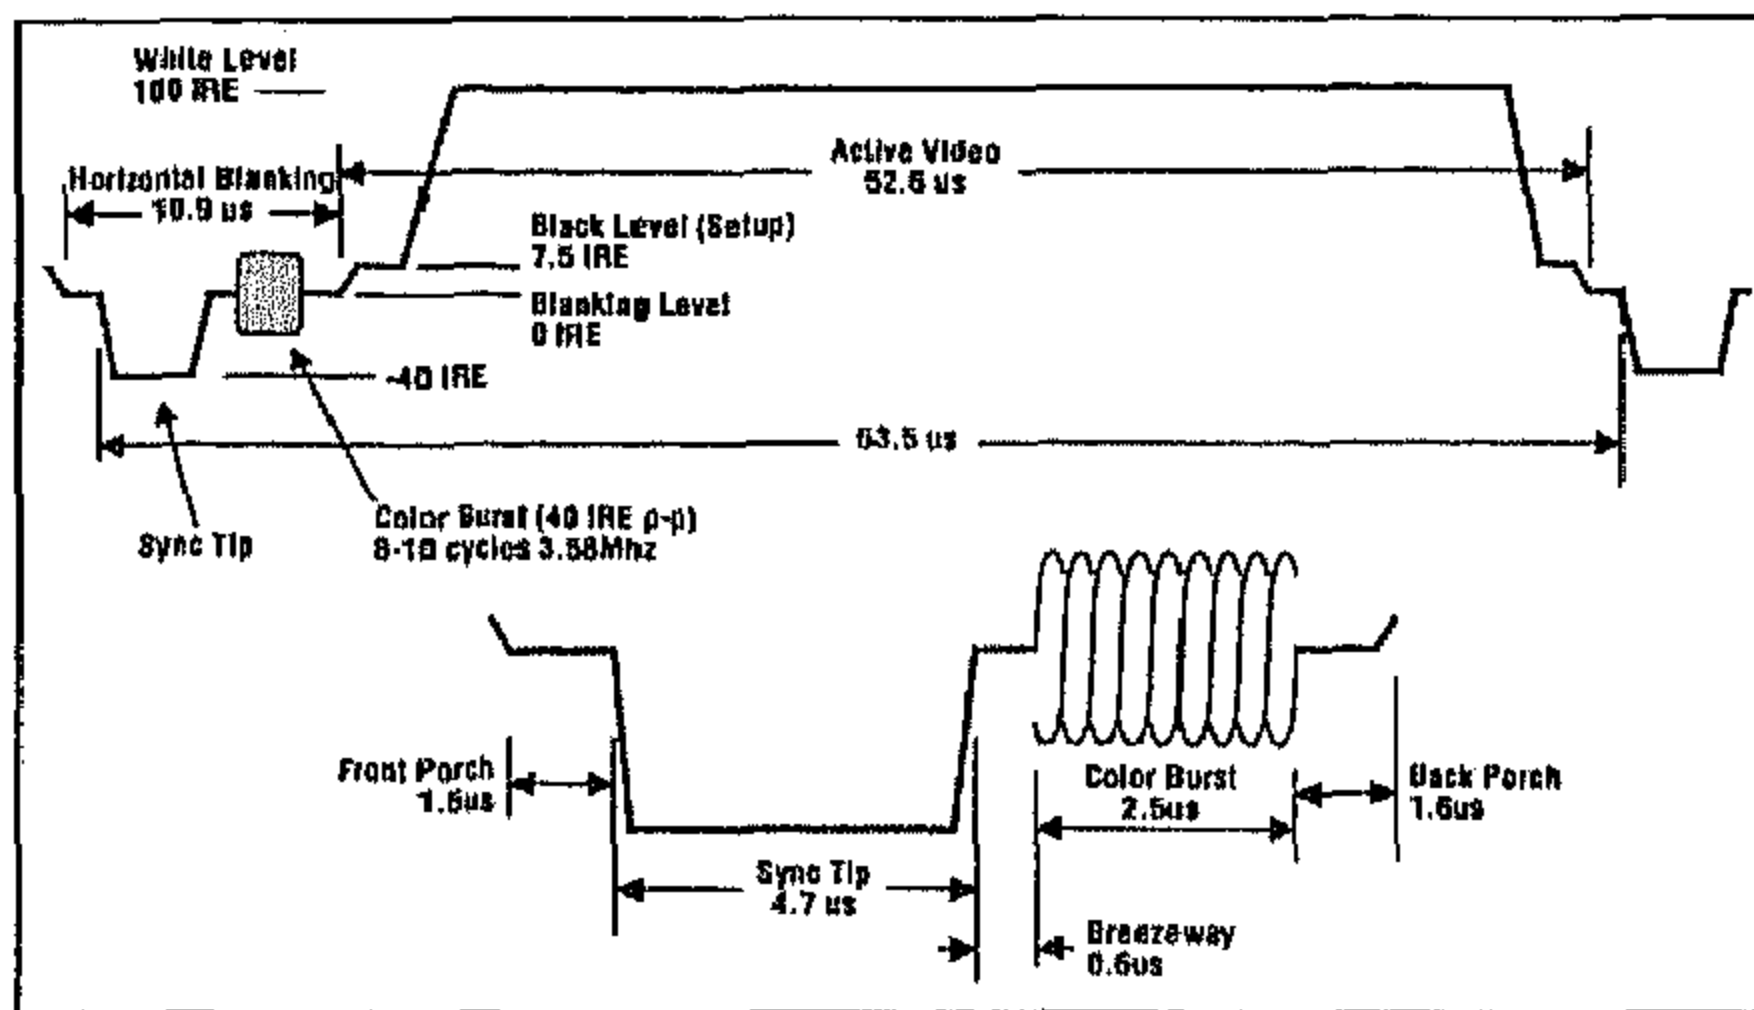 White Level
100 IRE
Horizontal Blanking
10.9 us
Active Video
52.6 us
Black Level (Setup)
7.5 IRE
Blanking Level
0 IRE
-40 IRE
63.5 us
Sync Tip
Color Burst (40 IRE p-p)
8-10 cycles 3.58Mhz
Front Porch
1.6us
Color Burst
2.5us
Back Porch
1.6us
Sync Tip
4.7 us
Breezeway
0.6us